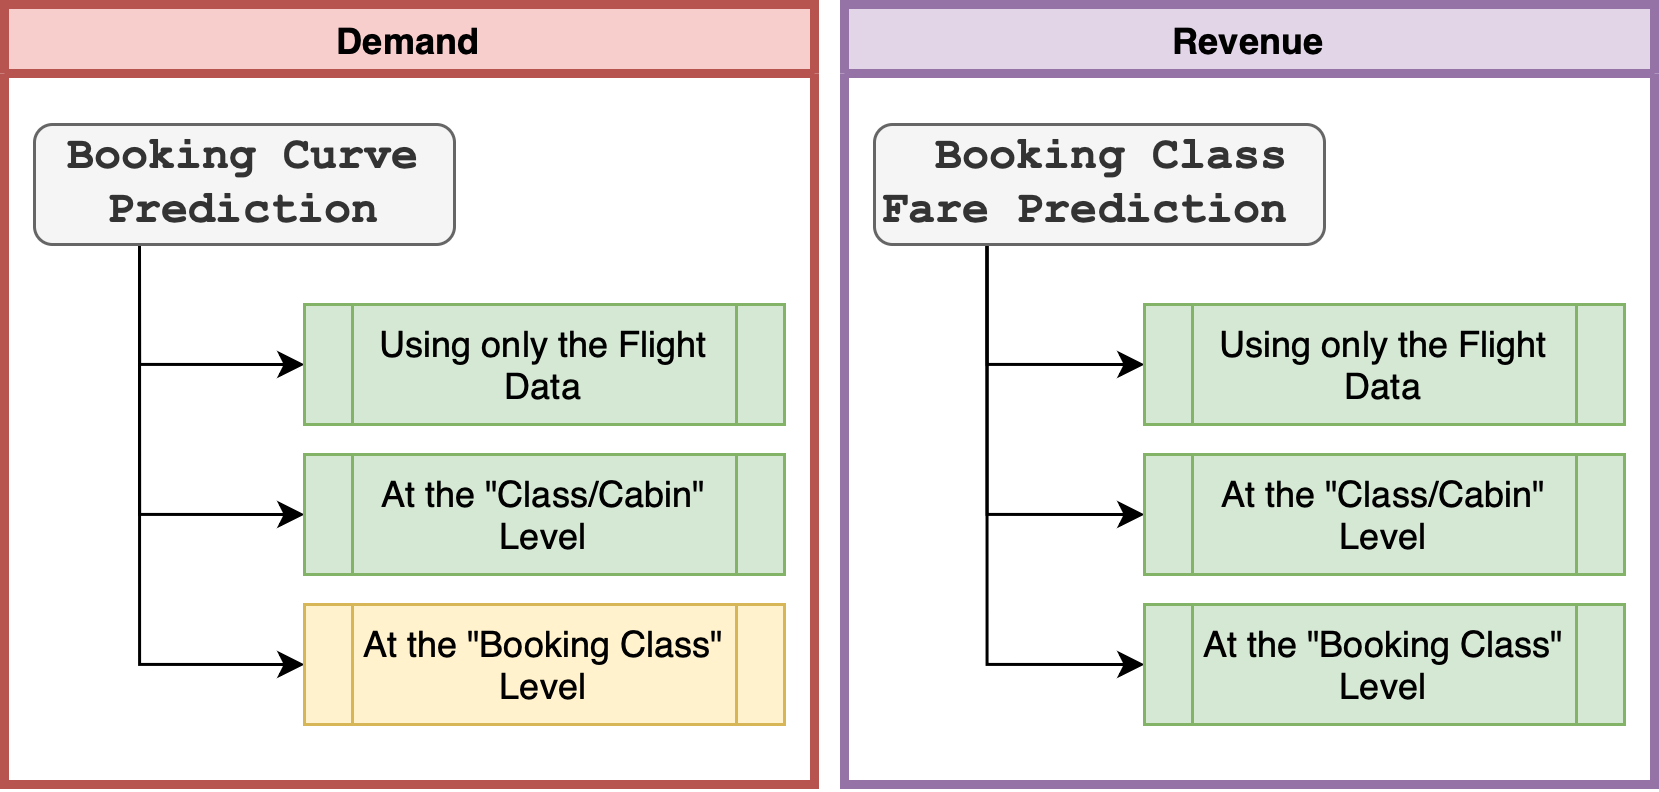 Demand
Booking Curve
Prediction
Using only the Flight
Data
At the "Class/Cabin"
Level
At the "Booking Class"
Level
Revenue
Booking Class
Fare Prediction
Using only the Flight
Data
At the "Class/Cabin"
Level
At the "Booking Class"
Level